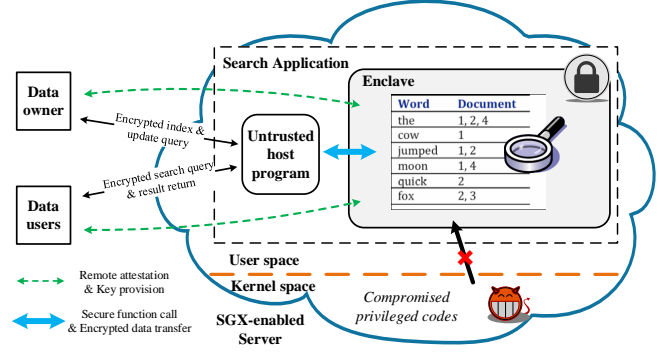 Search Application
Enclave
Data
owner
Encrypted index &
update query
Untrusted
host
program
Word Document
the 1, 2, 4
cow 1
jumped 1, 2
moon 1, 4
quick 2
fox 2, 3
Encrypted search query
& result return
Data
users
User space
Kernel space
Remote attestation
& Key provision
Secure function call
& Encrypted data transfer
SGX-enabled
Server
Compromised
privileged codes